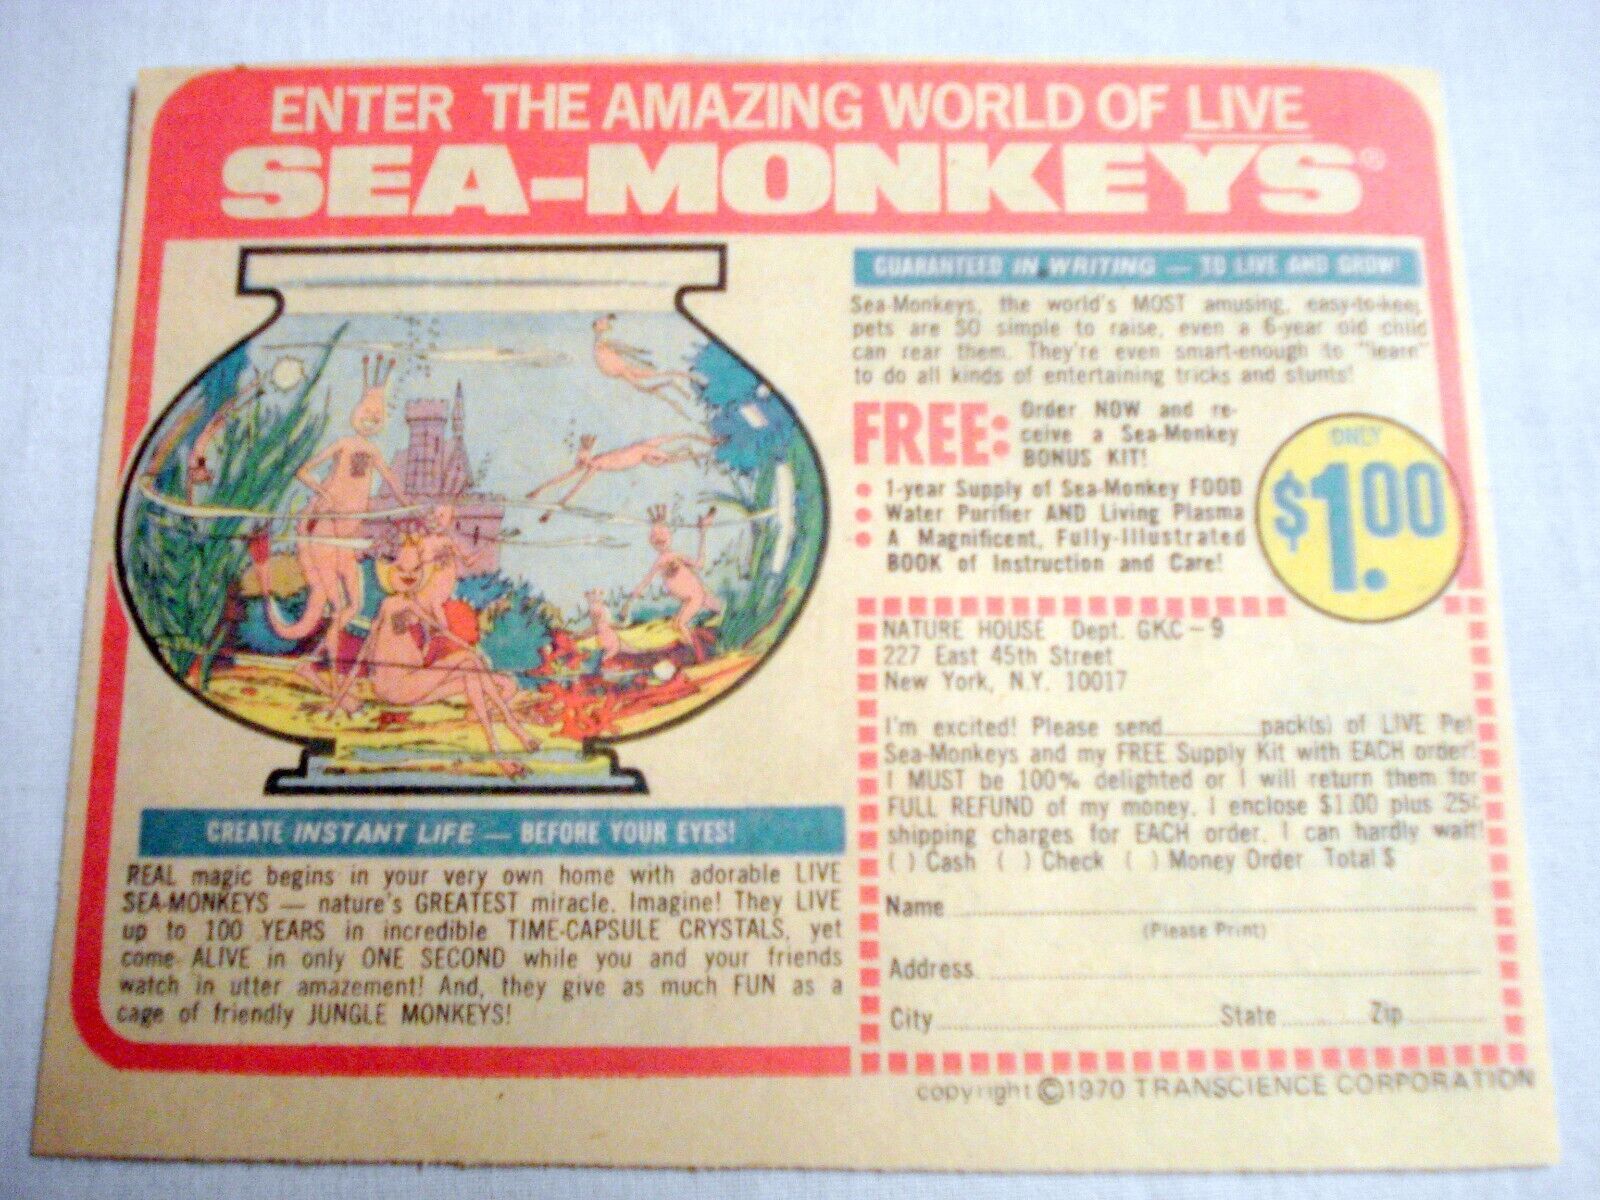 ENTER THE AMAZING WORLD OF LIVE
SEA-MONKEYS®
GUARANTEED IN WRITING — TO LIVE AND GROW!
Sea-Monkeys, the world's MOST amusing, easy-to-keep
pets are SO simple to raise, even a 6-year old child
can rear them. They're even smart-enough to "learn"
to do all kinds of entertaining tricks and stunts!
FREE:
Order NOW and re-
ceive a Sea-Monkey
BONUS KIT!
• 1-year Supply of Sea-Monkey FOOD
• Water Purifier AND Living Plasma
• A Magnificent, Fully-Illustrated
BOOK of Instruction and Care!
ONLY
$1.00
CREATE INSTANT LIFE — BEFORE YOUR EYES!
REAL magic begins in your very own home with adorable LIVE
SEA-MONKEYS — nature's GREATEST miracle. Imagine! They LIVE
up to 100 YEARS in incredible TIME-CAPSULE CRYSTALS, yet
come ALIVE in only ONE SECOND while you and your friends
watch in utter amazement! And, they give as much FUN as a
cage of friendly JUNGLE MONKEYS!
NATURE HOUSE Dept. GKC-9
227 East 45th Street
New York, N.Y. 10017
I'm excited! Please send______pack(s) of LIVE Pet
Sea-Monkeys and my FREE Supply Kit with EACH order!
I MUST be 100% delighted or I will return them for
FULL REFUND of my money. I enclose $1.00 plus 25¢
shipping charges for EACH order. I can hardly wait!
( ) Cash ( ) Check ( ) Money Order Total $
Name
(Please Print)
Address
City State Zip
copyright ©1970 TRANSCIENCE CORPORATION